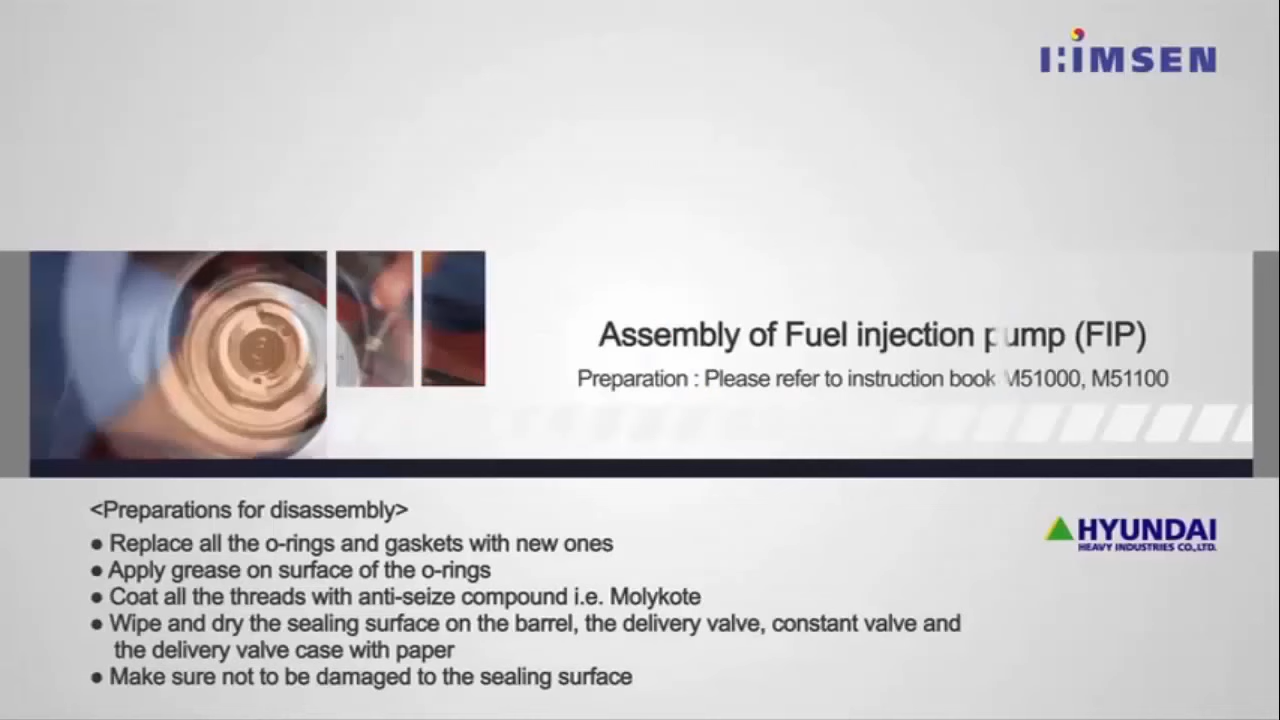 HiMSEN
Assembly of Fuel injection pump (FIP)
Preparation : Please refer to instruction book M51000, M51100
<Preparations for disassembly>
● Replace all the o-rings and gaskets with new ones
● Apply grease on surface of the o-rings
● Coat all the threads with anti-seize compound i.e. Molykote
● Wipe and dry the sealing surface on the barrel, the delivery valve, constant valve and
the delivery valve case with paper
● Make sure not to be damaged to the sealing surface
HYUNDAI
HEAVY INDUSTRIES CO.,LTD.